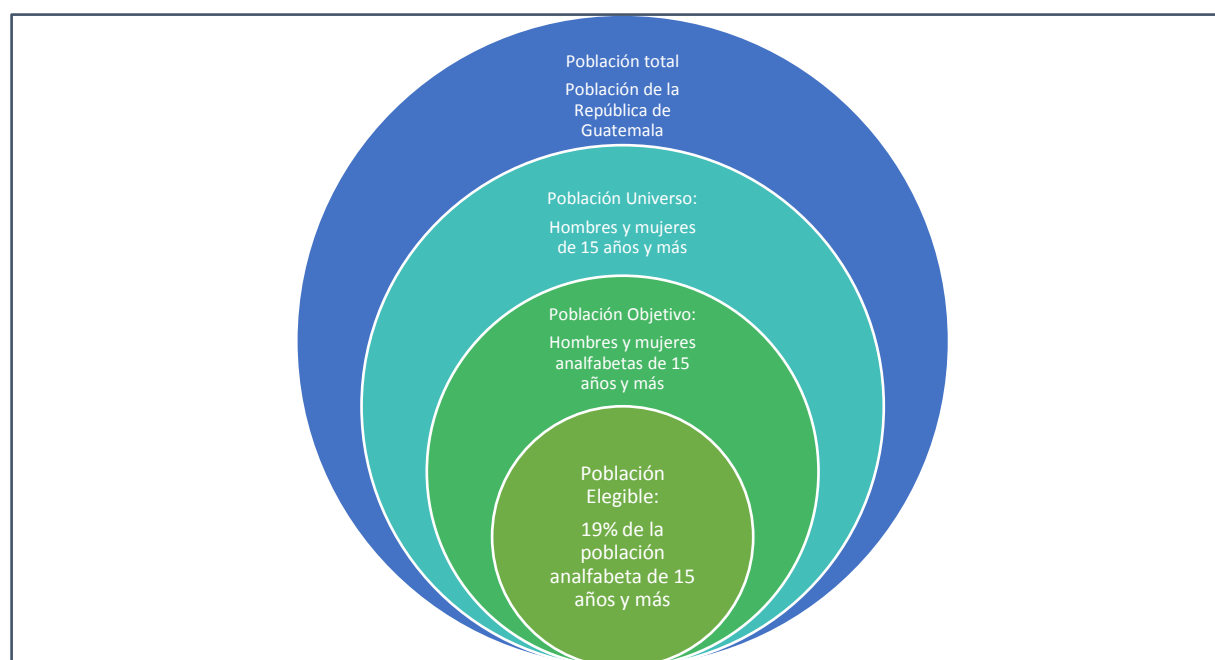 Población total
Población de la
República de
Guatemala
Población Universo:
Hombres y mujeres
de 15 años y más
Población Objetivo:
Hombres y mujeres
analfabetas de 15
años y más
Población
Elegible:
19% de la
población
analfabeta de 15
años y más